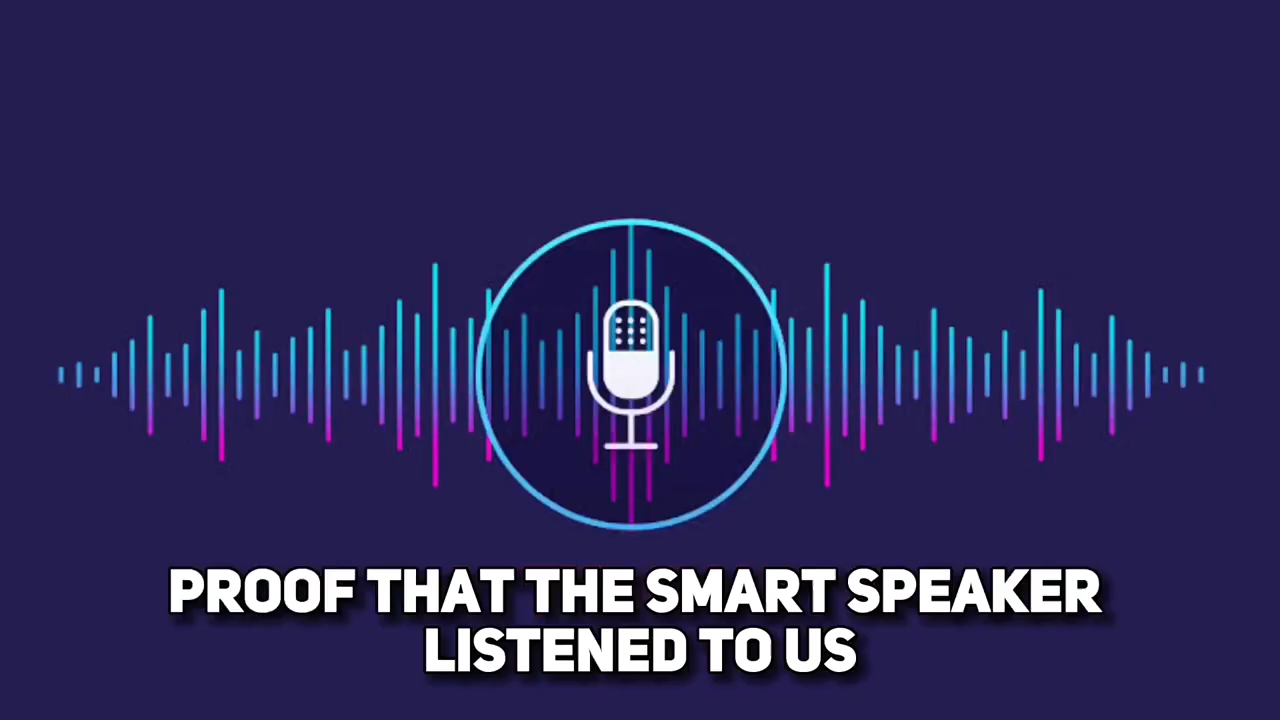 PROOF THAT THE SMART SPEAKER
LISTENED TO US